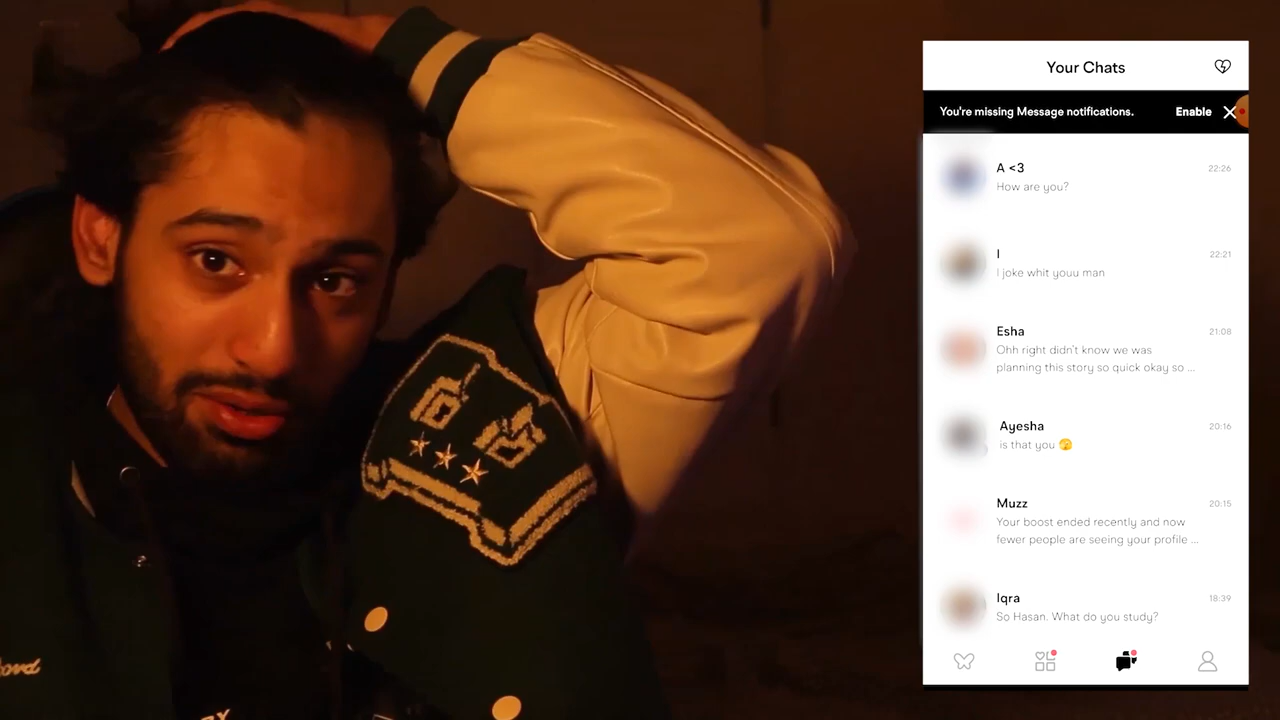 Your Chats
You're missing Message notifications. Enable
A <3 22:26
How are you?
I 22:21
I joke whit youu man
Esha 21:08
Ohh right didn't know we was
planning this story so quick okay so ...
Ayesha 20:16
is that you 🫣
Muzz 20:15
Your boost ended recently and now
fewer people are seeing your profile ...
Iqra 18:39
So Hasan. What do you study?